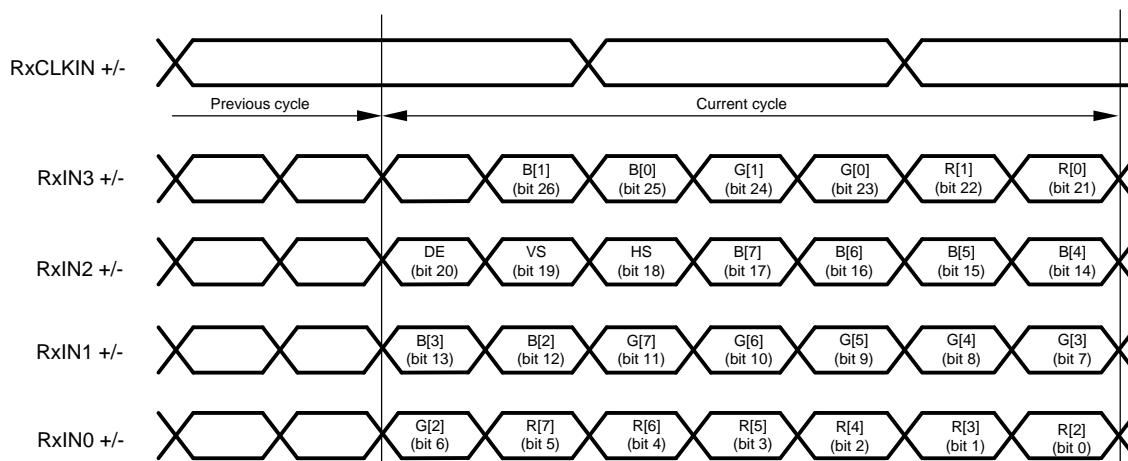 RxCLKIN +/-
Previous cycle
Current cycle
RxIN3 +/-
B[1] B[0] G[1] G[0] R[1] R[0]
(bit 26) (bit 25) (bit 24) (bit 23) (bit 22) (bit 21)
RxIN2 +/-
DE VS HS B[7] B[6] B[5] B[4]
(bit 20) (bit 19) (bit 18) (bit 17) (bit 16) (bit 15) (bit 14)
RxIN1 +/-
B[3] B[2] G[7] G[6] G[5] G[4] G[3]
(bit 13) (bit 12) (bit 11) (bit 10) (bit 9) (bit 8) (bit 7)
RxIN0 +/-
G[2] R[7] R[6] R[5] R[4] R[3] R[2]
(bit 6) (bit 5) (bit 4) (bit 3) (bit 2) (bit 1) (bit 0)